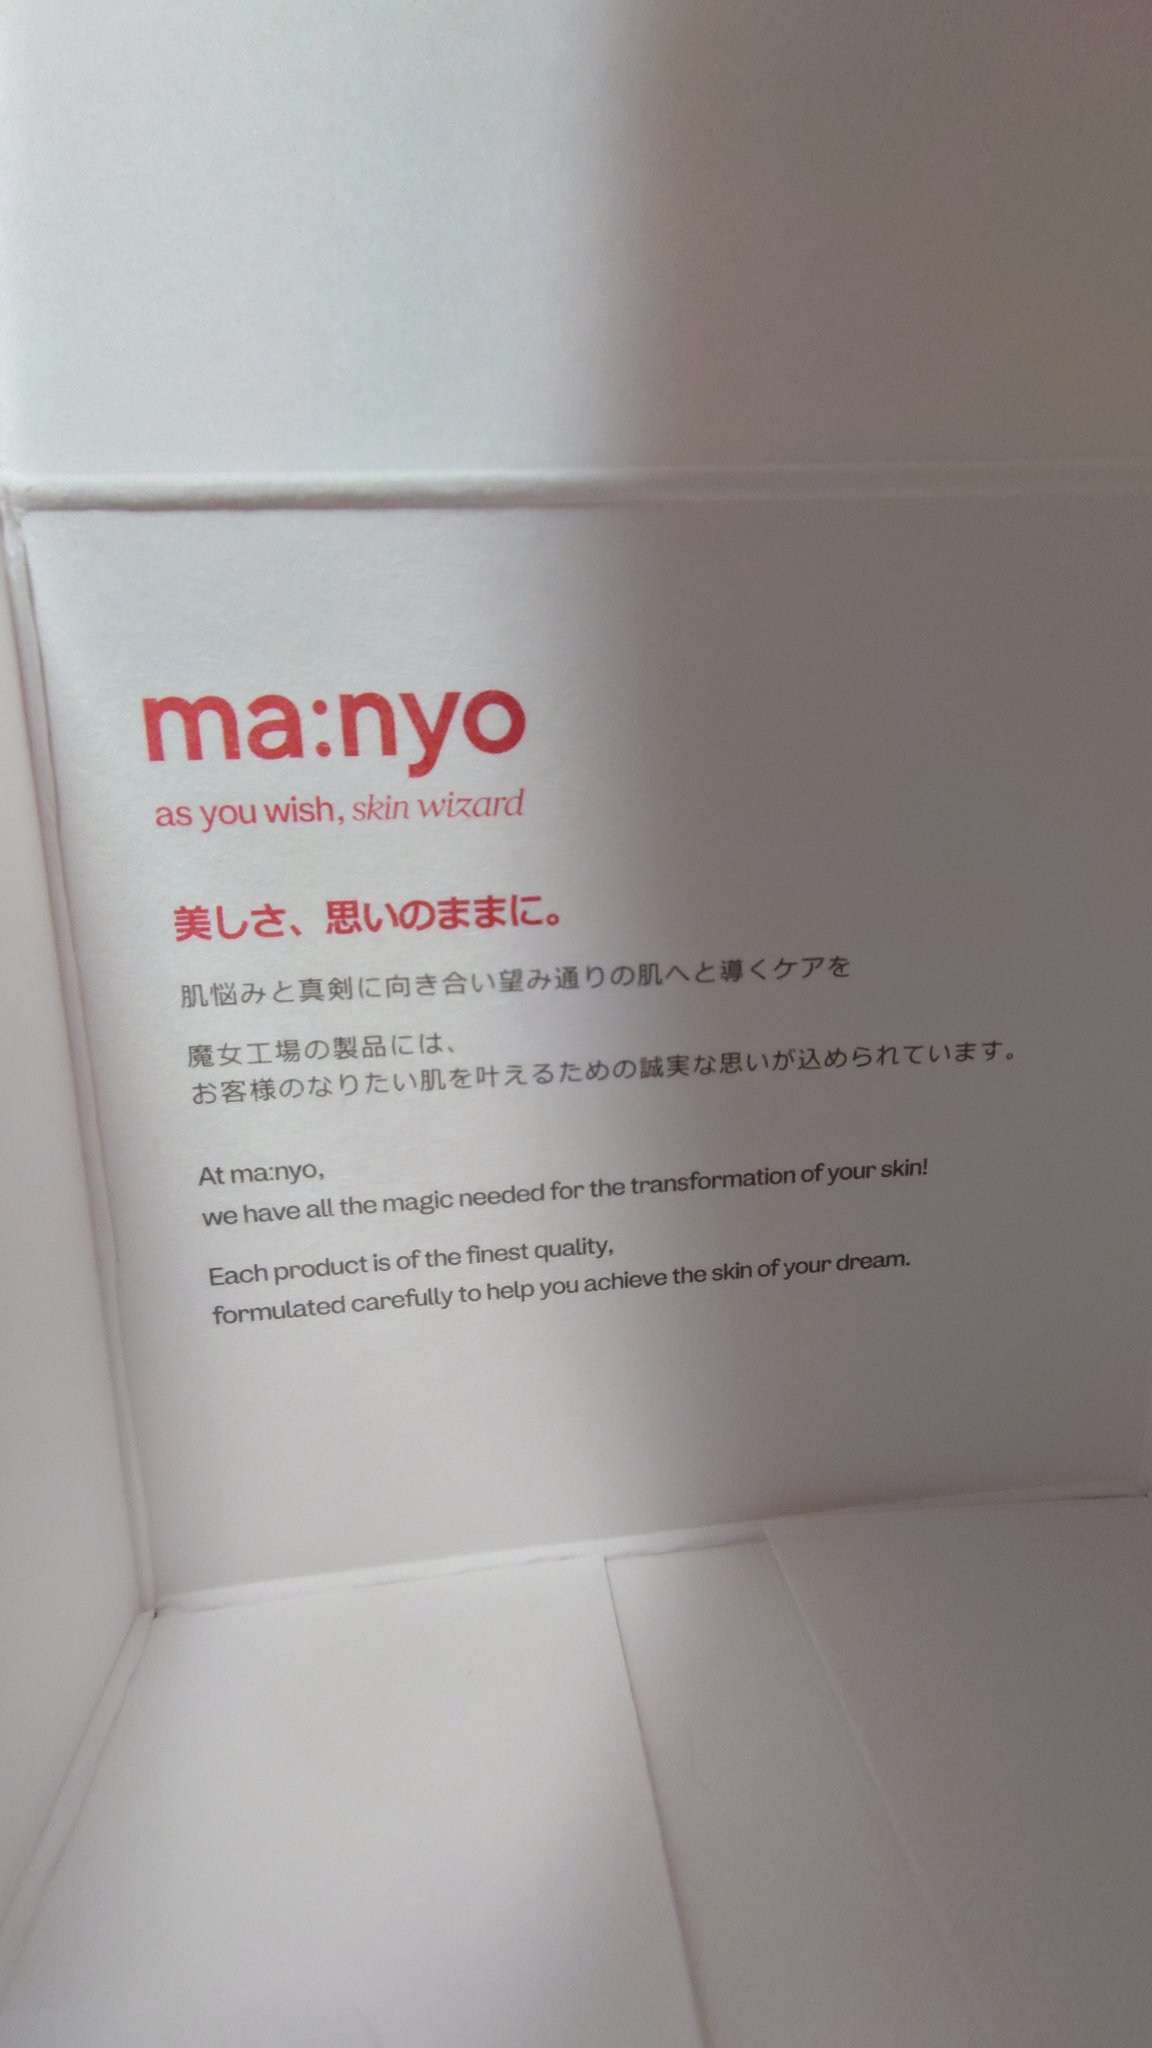 ma:nyo
as you wish, skin wizard
美しさ、思いのままに。
肌悩みと真剣に向き合い望み通りの肌へと導くケアを
魔女工場の製品には、
お客様のなりたい肌を叶えるための誠実な思いが込められています。
At ma:nyo,
we have all the magic needed for the transformation of your skin!
Each product is of the finest quality,
formulated carefully to help you achieve the skin of your dream.